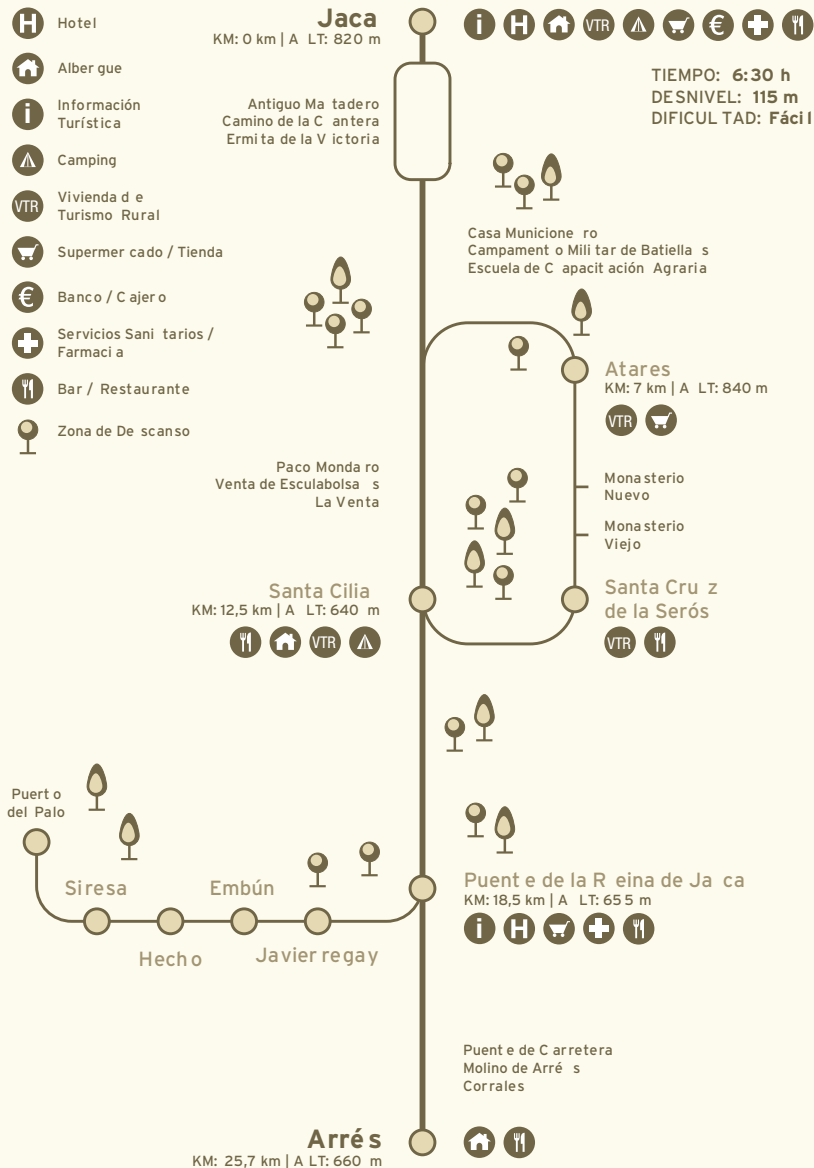 Hotel
Albergue
Información
Turística
Camping
VTR
Vivienda de
Turismo Rural
Supermercado / Tienda
€
Banco / Cajero
Servicios Sanitarios /
Farmacia
Bar / Restaurante
Zona de Descanso
Jaca
KM: 0 km | ALT: 820 m
i H VTR €
TIEMPO: 6:30 h
DESNIVEL: 115 m
DIFICULTAD: Fácil
Antiguo Matadero
Camino de la Cantera
Ermita de la Victoria
Casa Municionero
Campamento Militar de Batiellas
Escuela de Capacitación Agraria
Atares
KM: 7 km | ALT: 840 m
VTR
Paco Mondaro
Venta de Esculabolsas
La Venta
Monasterio
Nuevo
Monasterio
Viejo
Santa Cilia
KM: 12,5 km | ALT: 640 m
VTR
Santa Cruz
de la Serós
VTR
Puerto
del Palo
Siresa
Hecho
Embún
Javierregay
Puente de la Reina de Jaca
KM: 18,5 km | ALT: 655 m
i H
Puente de Carretera
Molino de Arrés
Corrales
Arrés
KM: 25,7 km | ALT: 660 m